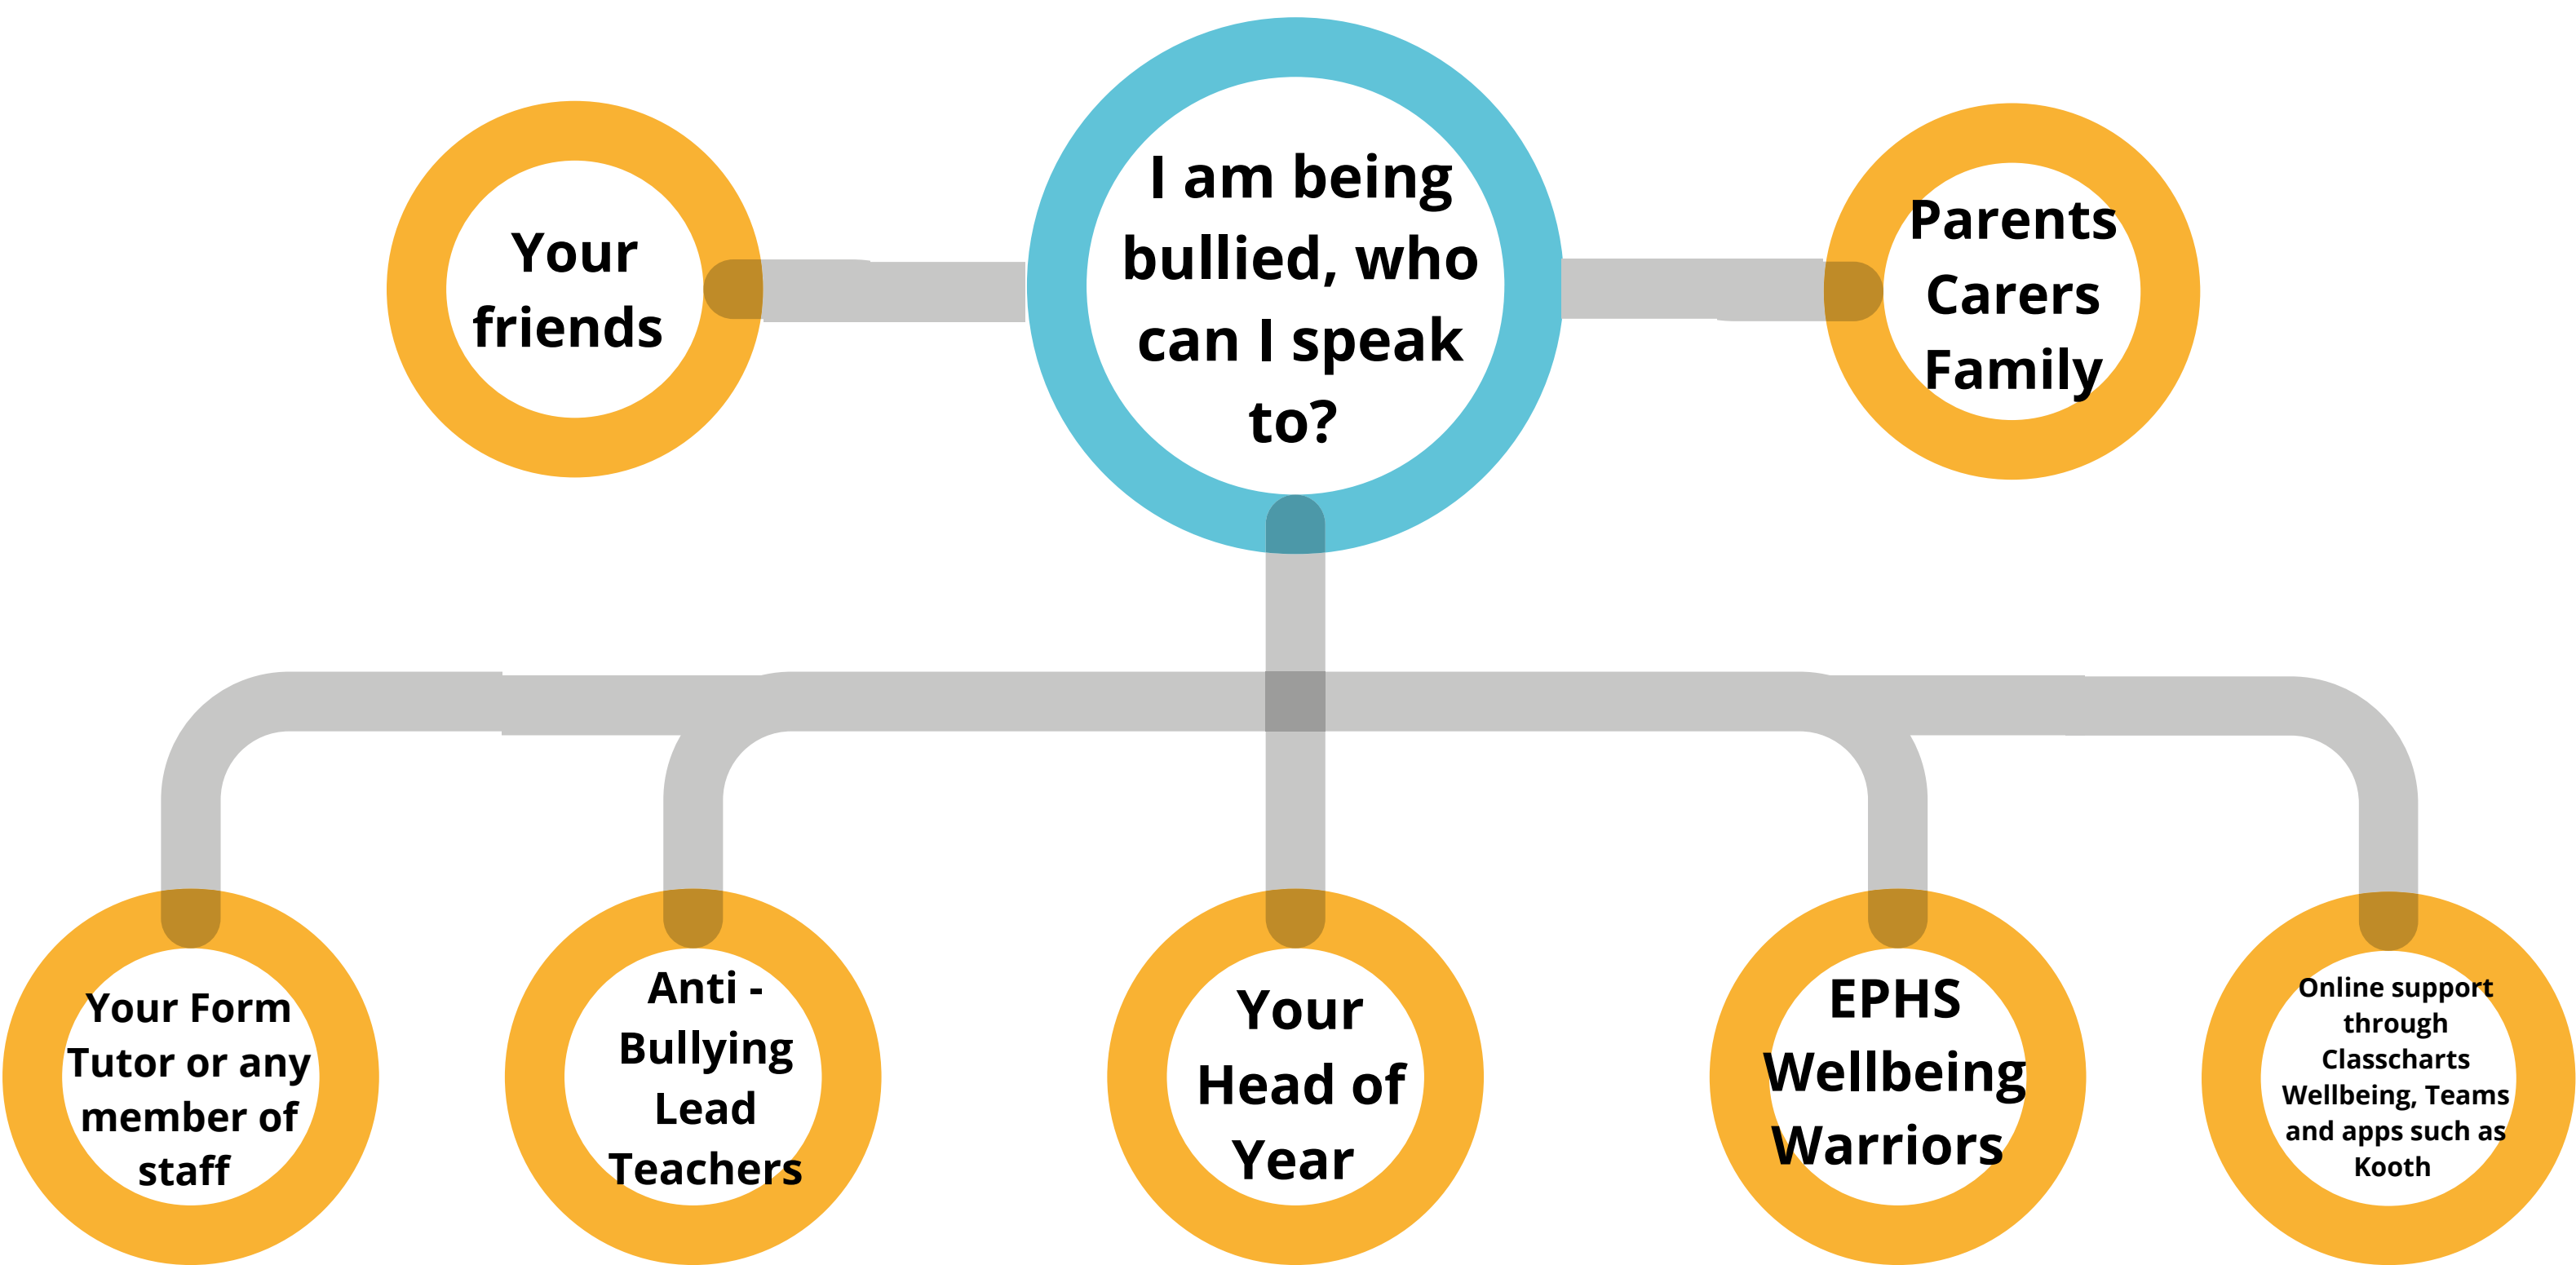 Your
friends
I am being
bullied, who
can I speak
to?
Parents
Carers
Family
Your Form
Tutor or any
member of
staff
Anti -
Bullying
Lead
Teachers
Your
Head of
Year
EPHS
Wellbeing
Warriors
Online support
through
Classcharts
Wellbeing, Teams
and apps such as
Kooth